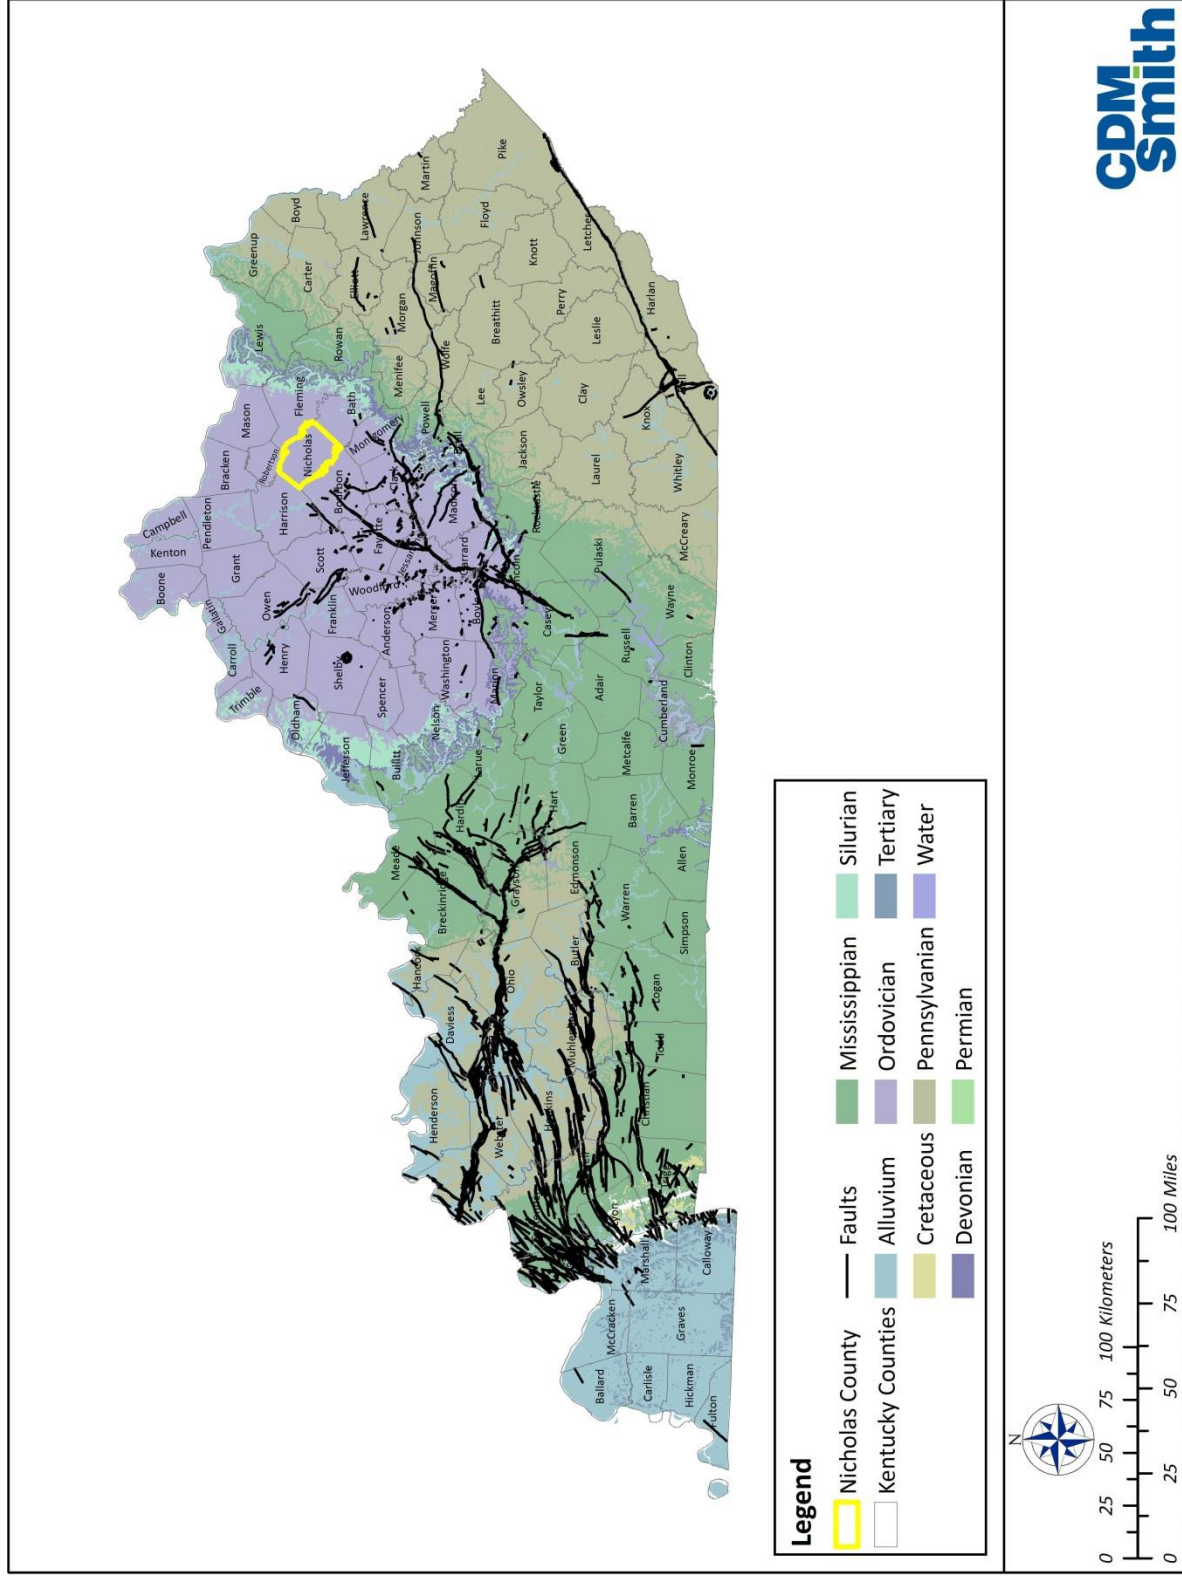 Boone
Kenton
Campbell
Gallatin
Grant
Pendleton
Bracken
Mason
Greenup
Carroll
Trimble
Owen
Harrison
Robertson
Nicholas
Fleming
Lewis
Boyd
Carter
Henry
Oldham
Scott
Franklin
Bourbon
Rowan
Bath
Elliott
Lawrence
Shelby
Jefferson
Woodford
Fayette
Montgomery
Clark
Menifee
Morgan
Martin
Johnson
Spencer
Anderson
Bullitt
Mercer
Powell
Wolfe
Magoffin
Floyd
Pike
Nelson
Washington
Boyle
Garrard
Lee
Breathitt
Knott
Meade
Hardin
Larue
Marion
Casey
Rockcastle
Jackson
Owsley
Perry
Letcher
Breckinridge
Grayson
Hart
Green
Taylor
Adair
Russell
Pulaski
Laurel
Clay
Leslie
Harlan
Hancock
Daviess
Henderson
Ohio
Webster
Edmonson
Butler
Warren
Barren
Metcalfe
Cumberland
Clinton
Wayne
McCreary
Whitley
Knox
Muhlenberg
Hopkins
Christian
Todd
Logan
Simpson
Allen
Monroe
Trigg
Lyon
Marshall
Calloway
McCracken
Graves
Ballard
Carlisle
Hickman
Fulton
Legend
Nicholas County
Faults
Mississippian
Silurian
Kentucky Counties
Alluvium
Ordovician
Tertiary
Cretaceous
Pennsylvanian
Water
Devonian
Permian
N
0 25 50 75 100 Kilometers
0 25 50 75 100 Miles
CDM
Smith